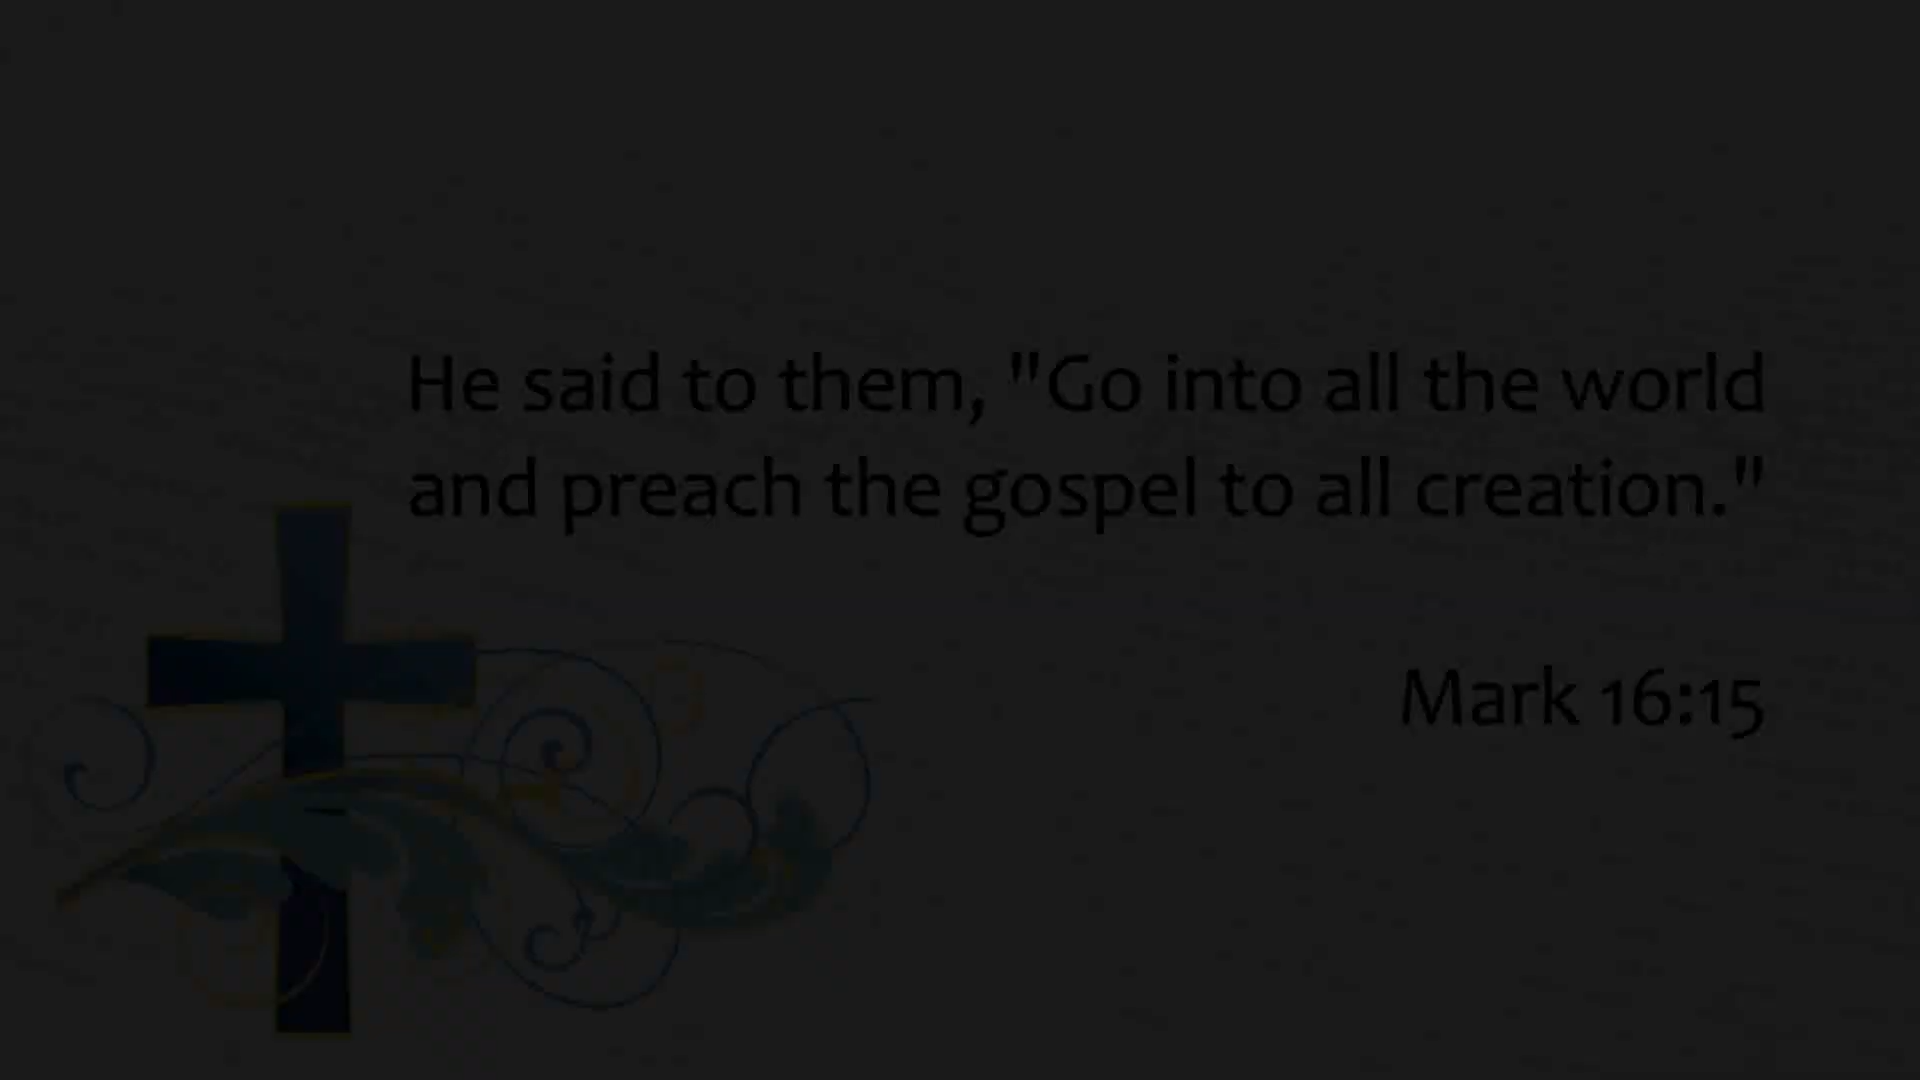 He said to them, "Go into all the world
and preach the gospel to all creation."
Mark 16:15